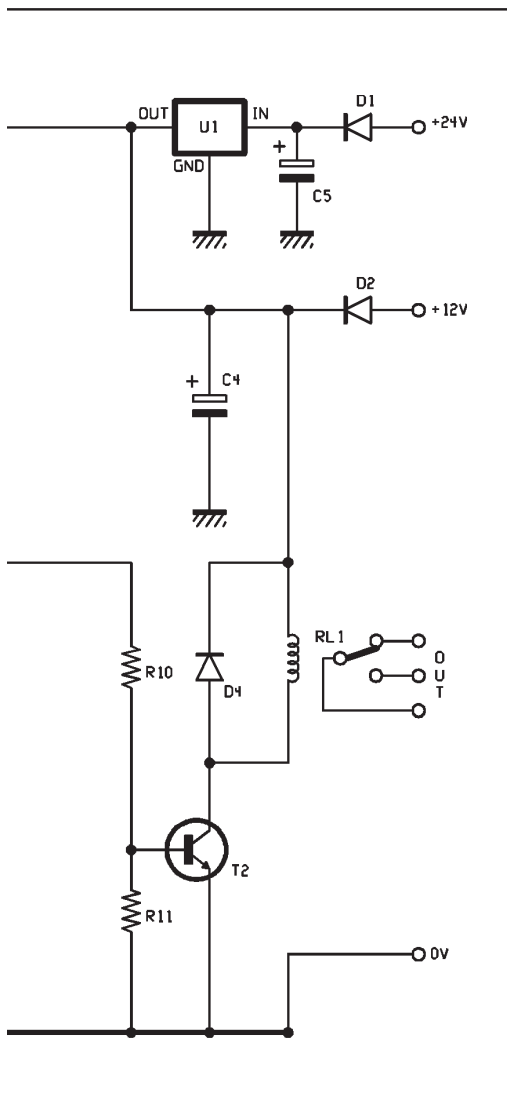 D1
OUT U1 IN +24V
GND
+
C5
D2
+12V
+ C4
RL1
O
U
T
R10
D4
T2
R11
0V